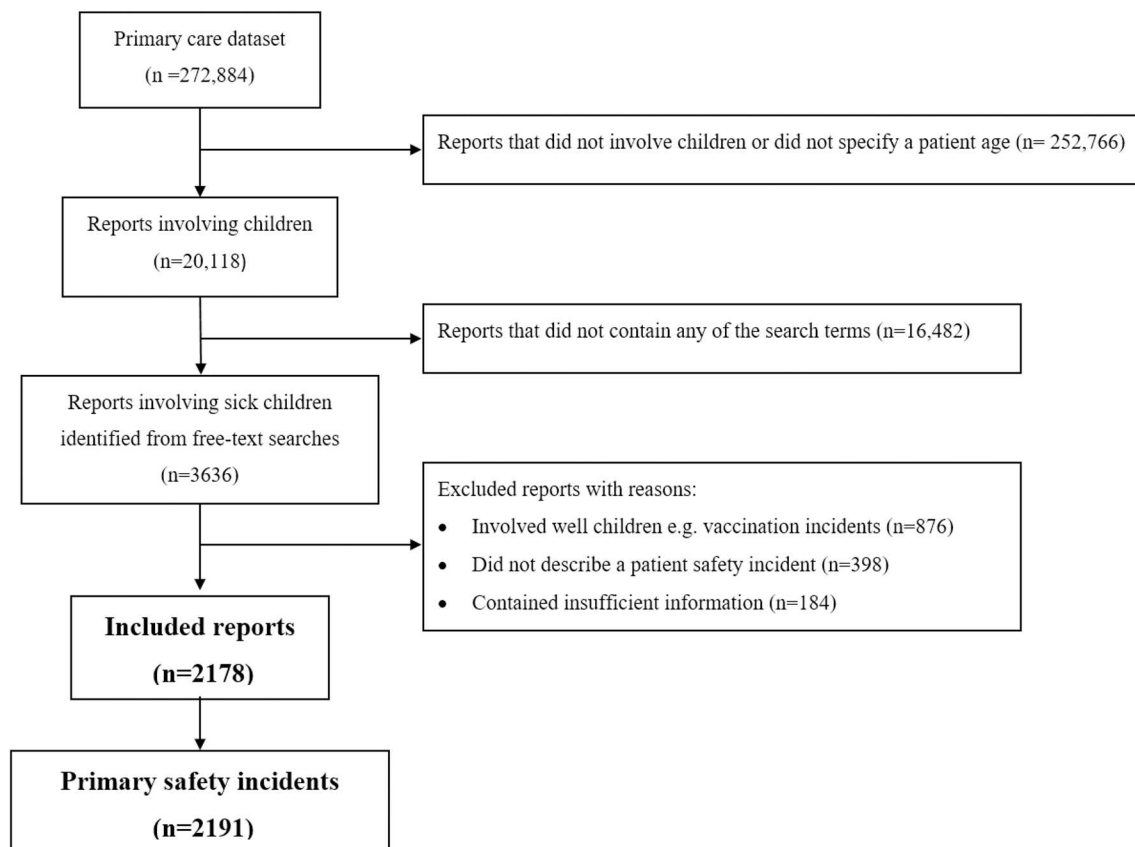 Primary care dataset
(n =272,884)
Reports that did not involve children or did not specify a patient age (n= 252,766)
Reports involving children
(n=20,118)
Reports that did not contain any of the search terms (n=16,482)
Reports involving sick children
identified from free-text searches
(n=3636)
Excluded reports with reasons:
• Involved well children e.g. vaccination incidents (n=876)
• Did not describe a patient safety incident (n=398)
• Contained insufficient information (n=184)
Included reports
(n=2178)
Primary safety incidents
(n=2191)